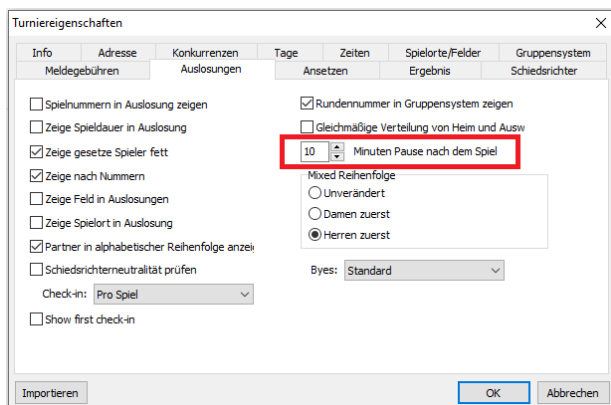 Turniereigenschaften
Info Adresse Konkurrenzen Tage Zeiten Spielorte/Felder Gruppensystem
Meldegebühren Auslosungen Ansetzen Ergebnis Schiedsrichter
Spielnummern in Auslosung zeigen
Zeige Spieldauer in Auslosung
Zeige gesetze Spieler fett
Zeige nach Nummern
Zeige Feld in Auslosungen
Zeige Spielort in Auslosung
Partner in alphabetischer Reihenfolge anzei
Schiedsrichterneutralität prüfen
Check-in: Pro Spiel
Show first check-in
Rundennummer in Gruppensystem zeigen
Gleichmäßige Verteilung von Heim und Ausw
10 Minuten Pause nach dem Spiel
Mixed Reihenfolge
Unverändert
Damen zuerst
Herren zuerst
Byes: Standard
Importieren OK Abbrechen